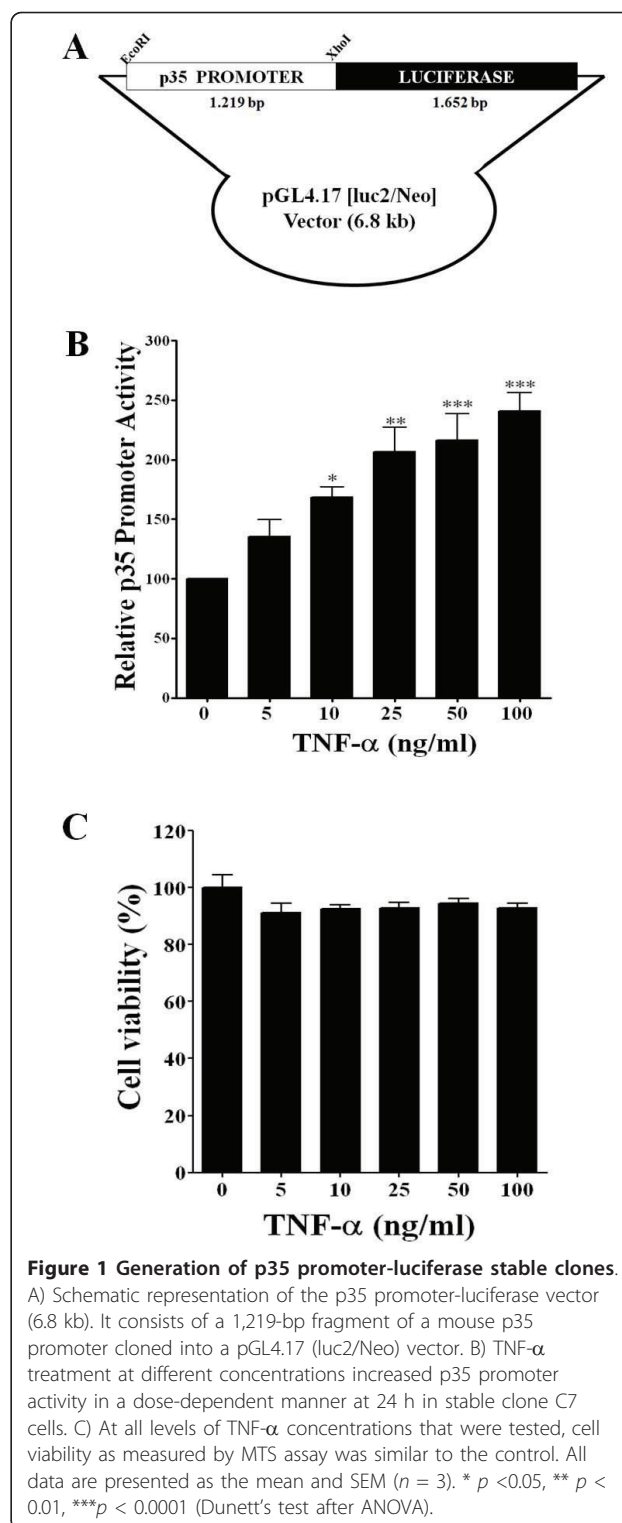 A
EcoRI
XhoI
p35 PROMOTER
LUCIFERASE
1.219 bp
1.652 bp
pGL4.17 [luc2/Neo]
Vector (6.8 kb)
B
Relative p35 Promoter Activity
300
250
200
150
100
50
0
*
**
***
***
0 5 10 25 50 100
TNF-α (ng/ml)
C
Cell viability (%)
120
100
80
60
40
20
0
0 5 10 25 50 100
TNF-α (ng/ml)
Figure 1 Generation of p35 promoter-luciferase stable clones.
A) Schematic representation of the p35 promoter-luciferase vector
(6.8 kb). It consists of a 1,219-bp fragment of a mouse p35
promoter cloned into a pGL4.17 (luc2/Neo) vector. B) TNF-α
treatment at different concentrations increased p35 promoter
activity in a dose-dependent manner at 24 h in stable clone C7
cells. C) At all levels of TNF-α concentrations that were tested, cell
viability as measured by MTS assay was similar to the control. All
data are presented as the mean and SEM (n = 3). * p <0.05, ** p <
0.01, ***p < 0.0001 (Dunett's test after ANOVA).